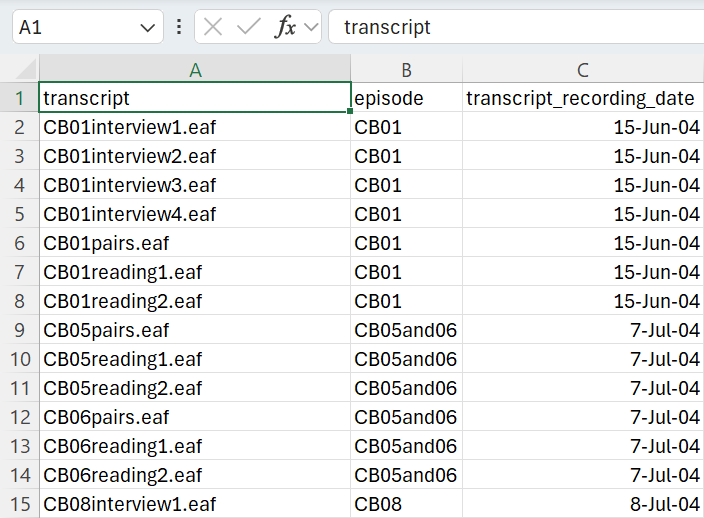 A1 fx transcript
A B C
1 transcript episode transcript_recording_date
2 CB01interview1.eaf CB01 15-Jun-04
3 CB01interview2.eaf CB01 15-Jun-04
4 CB01interview3.eaf CB01 15-Jun-04
5 CB01interview4.eaf CB01 15-Jun-04
6 CB01pairs.eaf CB01 15-Jun-04
7 CB01reading1.eaf CB01 15-Jun-04
8 CB01reading2.eaf CB01 15-Jun-04
9 CB05pairs.eaf CB05and06 7-Jul-04
10 CB05reading1.eaf CB05and06 7-Jul-04
11 CB05reading2.eaf CB05and06 7-Jul-04
12 CB06pairs.eaf CB05and06 7-Jul-04
13 CB06reading1.eaf CB05and06 7-Jul-04
14 CB06reading2.eaf CB05and06 7-Jul-04
15 CB08interview1.eaf CB08 8-Jul-04